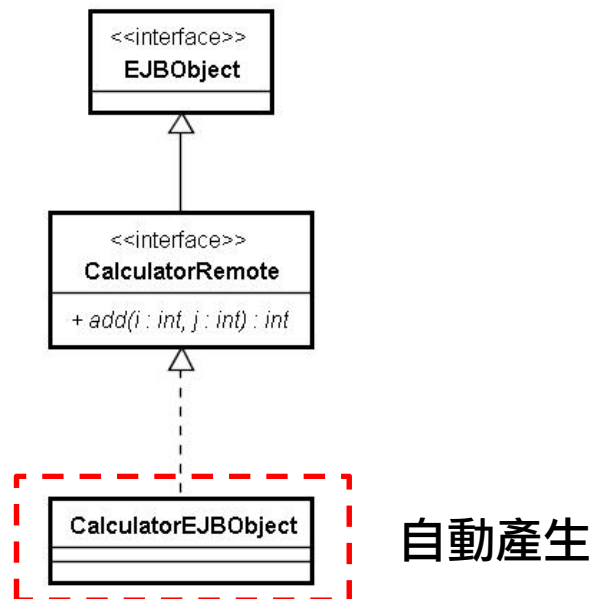 <<interface>>
EJBObject
<<interface>>
CalculatorRemote
+ add(i : int, j : int) : int
CalculatorEJBObject
自動產生